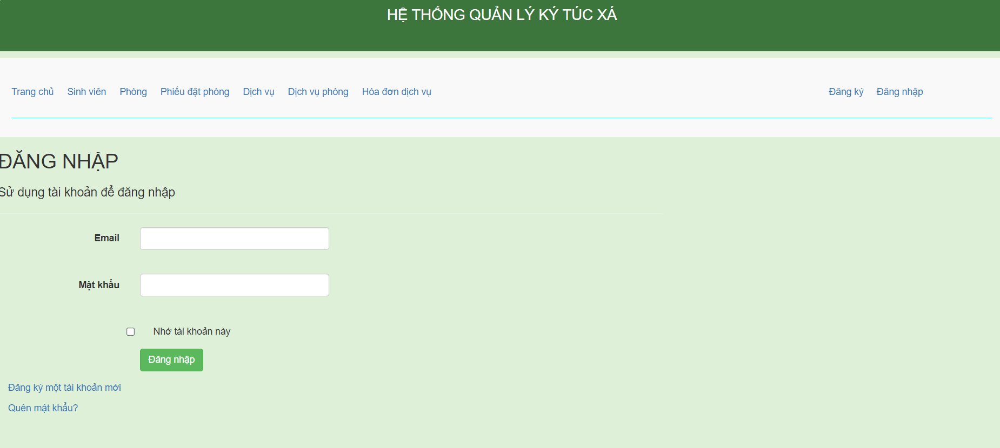 HỆ THỐNG QUẢN LÝ KÝ TÚC XÁ
Trang chủ Sinh viên Phòng Phiếu đặt phòng Dịch vụ Dịch vụ phòng Hóa đơn dịch vụ Đăng ký Đăng nhập
ĐĂNG NHẬP
Sử dụng tài khoản để đăng nhập
Email
Mật khẩu
Nhớ tài khoản này
Đăng nhập
Đăng ký một tài khoản mới
Quên mật khẩu?